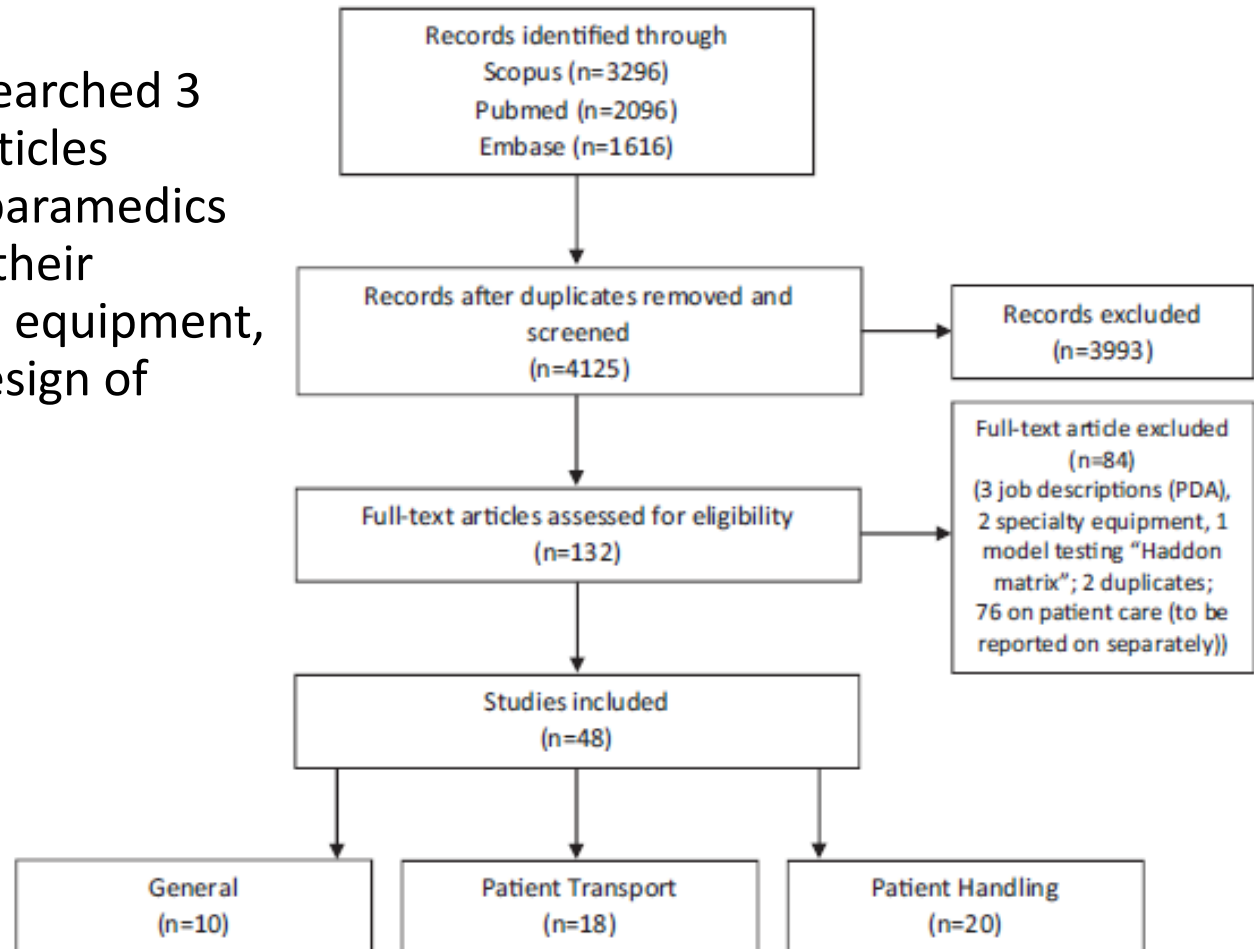 earched 3
ticles
paramedics
their
equipment,
esign of
Records identified through
Scopus (n=3296)
Pubmed (n=2096)
Embase (n=1616)
Records after duplicates removed and
screened
(n=4125)
Records excluded
(n=3993)
Full-text article excluded
(n=84)
(3 job descriptions (PDA),
2 specialty equipment, 1
model testing “Haddon
matrix”; 2 duplicates;
76 on patient care (to be
reported on separately))
Full-text articles assessed for eligibility
(n=132)
Studies included
(n=48)
General
(n=10)
Patient Transport
(n=18)
Patient Handling
(n=20)